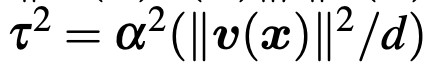 τ² = α²(‖v(x)‖²/d)